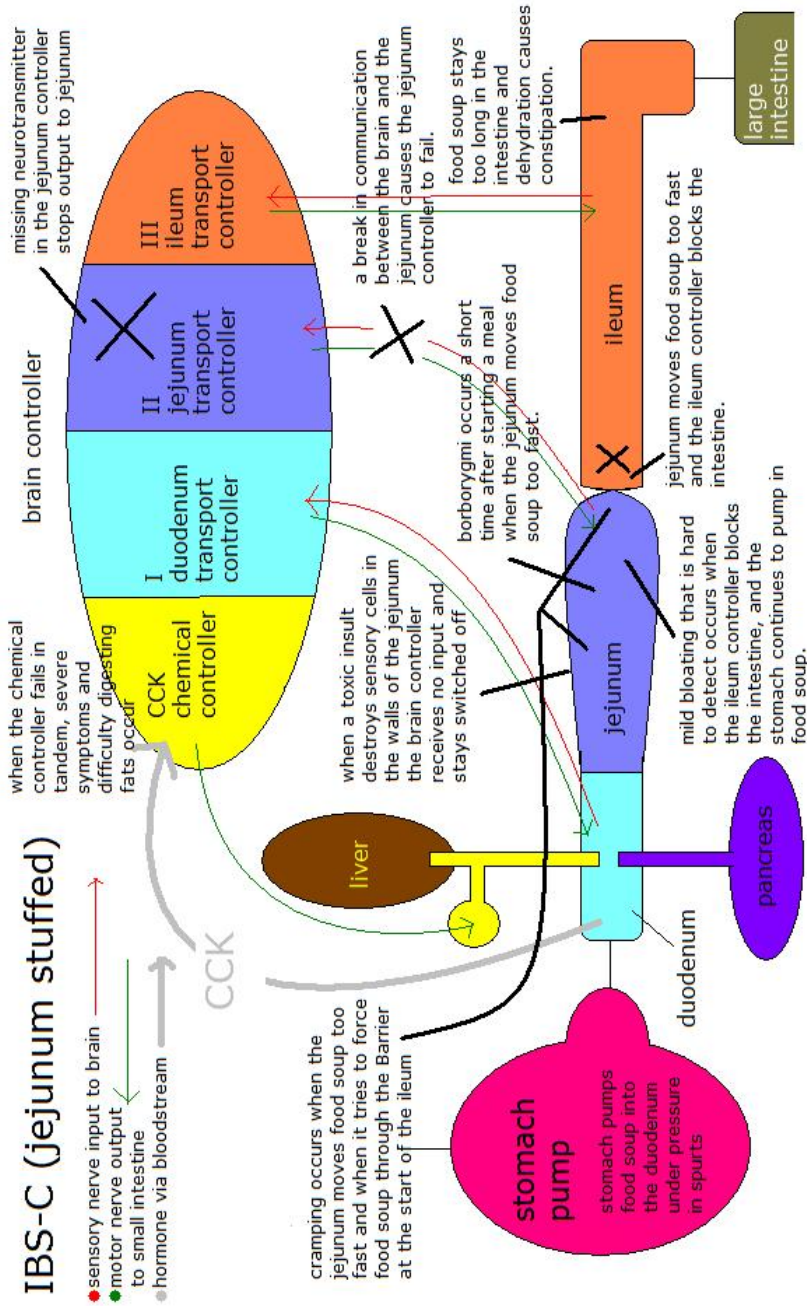 IBS-C (jejunum stuffed)
sensory nerve input to brain
motor nerve output
to small intestine
hormone via bloodstream
when the chemical
controller fails in
tandem, severe
symptoms and
difficulty digesting
fats occur
brain controller
missing neurotransmitter
in the jejunum controller
stops output to jejunum
CCK
chemical
controller
I
duodenum
transport
controller
II
jejunum
transport
controller
III
ileum
transport
controller
CCK
liver
when a toxic insult
destroys sensory cells in
the walls of the jejunum
the brain controller
receives no input and
stays switched off
borborygmi occurs a short
time after starting a meal
when the jejunum moves food
soup too fast.
a break in communication
between the brain and the
jejunum causes the jejunum
controller to fail.
food soup stays
too long in the
intestine and
dehydration causes
constipation.
cramping occurs when the
jejunum moves food soup too
fast and when it tries to force
food soup through the Barrier
at the start of the ileum
stomach
pump
stomach pumps
food soup into
the duodenum
under pressure
in spurts
duodenum
pancreas
jejunum
ileum
mild bloating that is hard
to detect occurs when
the ileum controller blocks
the intestine, and the
stomach continues to pump in
food soup.
jejunum moves food soup too fast
and the ileum controller blocks the
intestine.
large
intestine